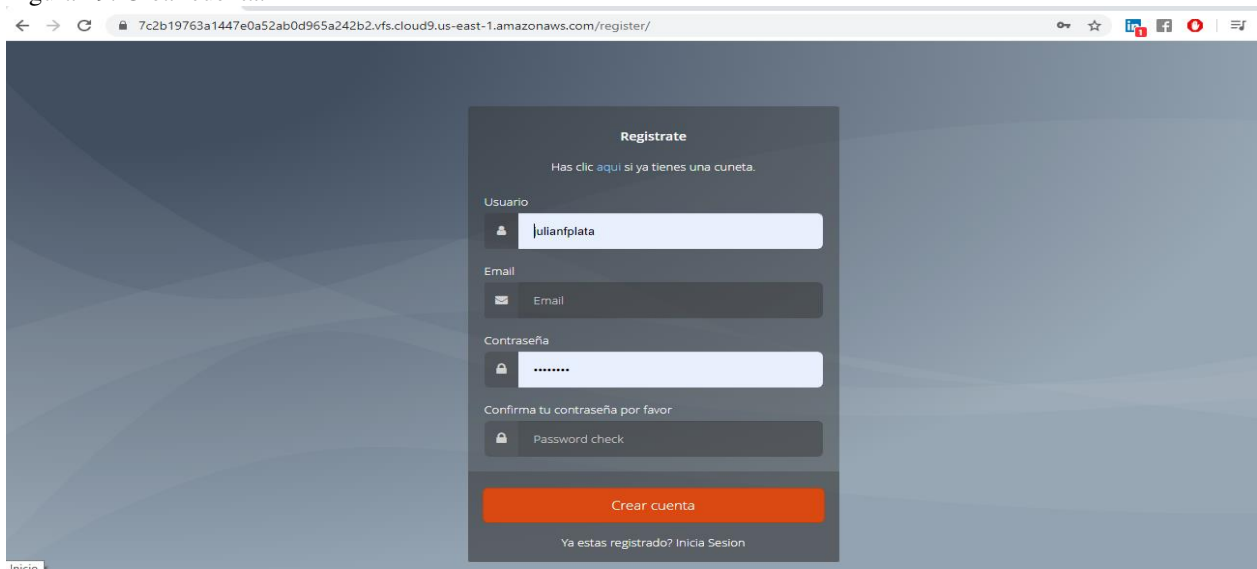 7c2b19763a1447e0a52ab0d965a242b2.vfs.cloud9.us-east-1.amazonaws.com/register/
1
Registrate
Has clic aqui si ya tienes una cuneta.
Usuario
julianfplata
Email
Email
Contraseña
••••••••
Confirma tu contraseña por favor
Password check
Crear cuenta
Ya estas registrado? Inicia Sesion
Inicio